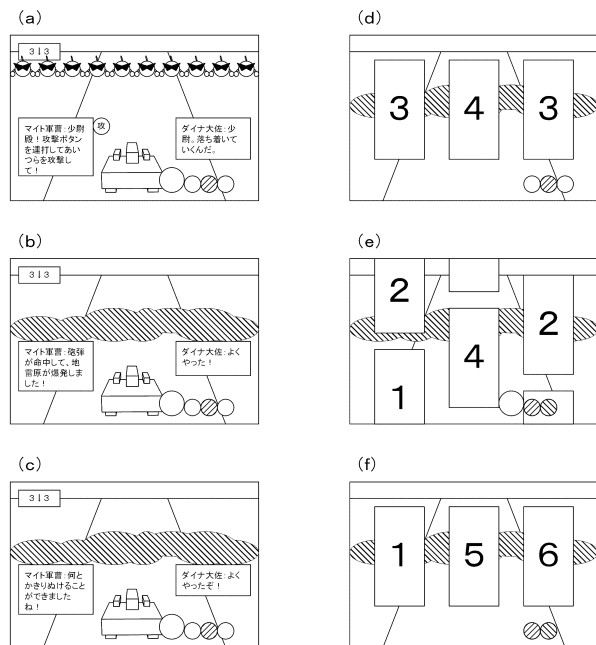 (a)
3↓3
マイト軍曹：少尉
殿！攻撃ボタン
を連打してあい
つらを攻撃し
て！
攻
ダイナ大佐：少
尉。落ち着いて
いくんだ。
(b)
3↓3
マイト軍曹：砲弾
が命中して、地
雷原が爆発しま
した！
ダイナ大佐：よく
やった！
(c)
3↓3
マイト軍曹：何と
かきりぬけること
ができました
ね！
ダイナ大佐：よく
やったぞ！
(d)
3 4 3
(e)
2
2
4
1
(f)
1 5 6